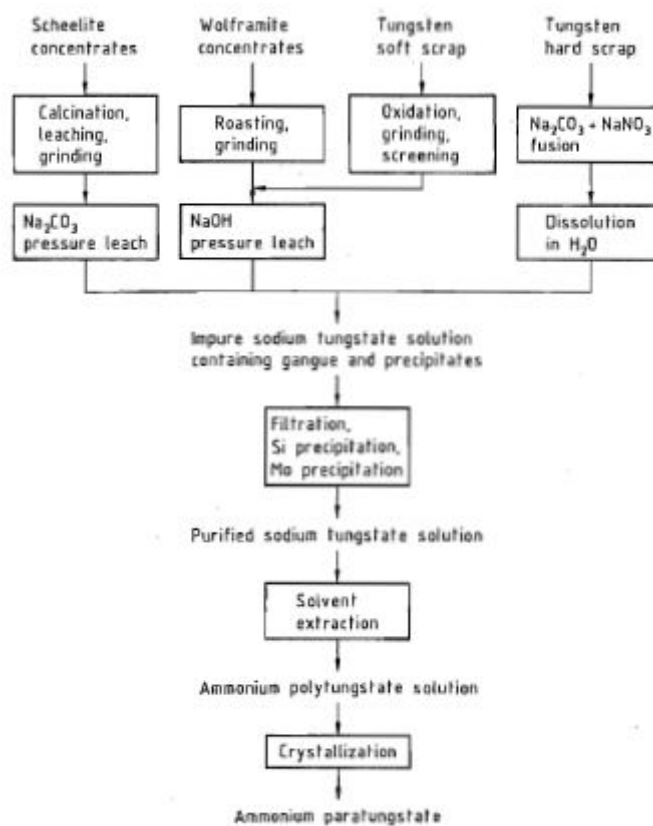 Scheelite
concentrates
Wolframite
concentrates
Tungsten
soft scrap
Tungsten
hard scrap
Calcination,
leaching,
grinding
Roasting,
grinding
Oxidation,
grinding,
screening
Na₂CO₃ + NaNO₃
fusion
Na₂CO₃
pressure leach
NaOH
pressure leach
Dissolution
in H₂O
Impure sodium tungstate solution
containing gangue and precipitates
Filtration,
Si precipitation,
Mo precipitation
Purified sodium tungstate solution
Solvent
extraction
Ammonium polytungstate solution
Crystallization
Ammonium paratungstate